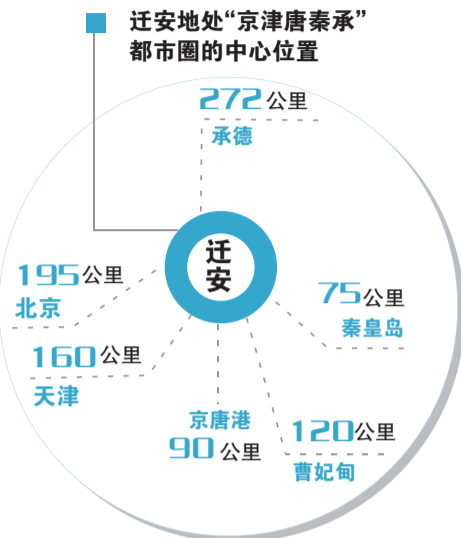 迁安地处“京津唐秦承”
都市圈的中心位置
272公里
承德
迁安
195公里
北京
75公里
秦皇岛
160公里
天津
京唐港
90公里
120公里
曹妃甸